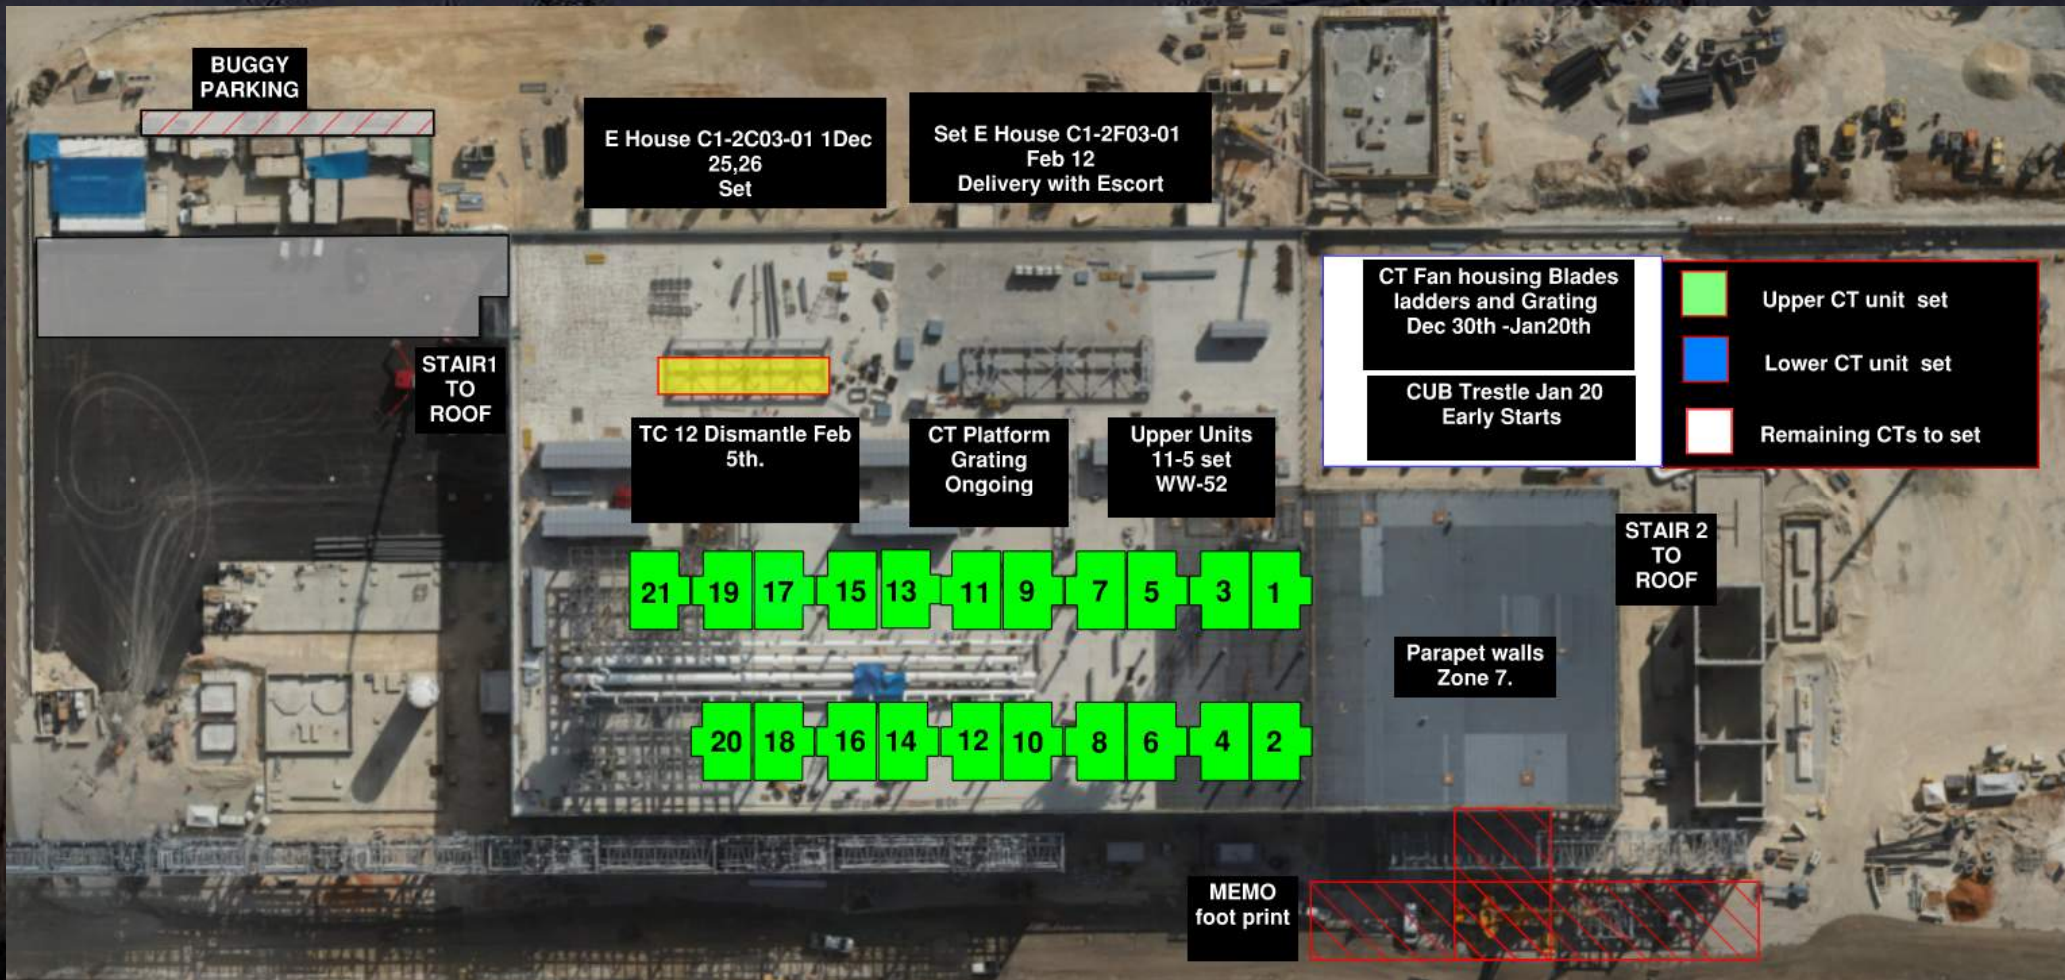 BUGGY
PARKING
E House C1-2C03-01 1Dec
25,26
Set
Set E House C1-2F03-01
Feb 12
Delivery with Escort
CT Fan housing Blades
ladders and Grating
Dec 30th -Jan20th
CUB Trestle Jan 20
Early Starts
Upper CT unit set
Lower CT unit set
Remaining CTs to set
STAIR1
TO
ROOF
TC 12 Dismantle Feb
5th.
CT Platform
Grating
Ongoing
Upper Units
11-5 set
WW-52
STAIR 2
TO
ROOF
21 19 17 15 13 11 9 7 5 3 1
Parapet walls
Zone 7.
20 18 16 14 12 10 8 6 4 2
MEMO
foot print